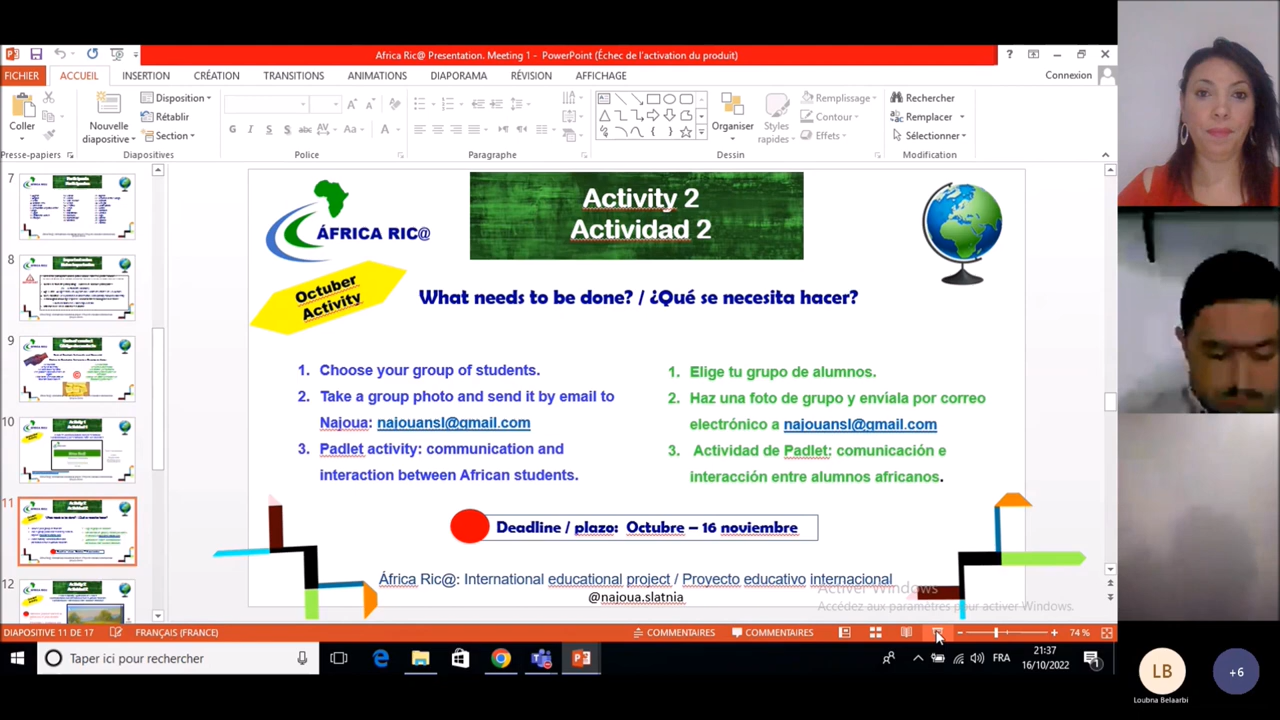 Africa Ric@ Presentation. Meeting 1 - PowerPoint (Échec de l'activation du produit)
FICHIER ACCUEIL INSERTION CRÉATION TRANSITIONS ANIMATIONS DIAPORAMA RÉVISION AFFICHAGE Connexion
Coller
Nouvelle diapositive
Disposition
Rétablir
Section
Organiser
Styles rapides
Remplissage
Contour
Effets
Rechercher
Remplacer
Sélectionner
Presse-papiers Diapositives Police Paragraphe Dessin Modification
7
8
9
10
11
12
ÁFRICA RIC@
Activity 2
Actividad 2
Octuber
Activity
What needs to be done? / ¿Qué se necesita hacer?
1. Choose your group of students.
2. Take a group photo and send it by email to
Najoua: najouansl@gmail.com
3. Padlet activity: communication and
interaction between African students.
1. Elige tu grupo de alumnos.
2. Haz una foto de grupo y enviala por correo
electrónico a najouansl@gmail.com
3. Actividad de Padlet: comunicación e
interacción entre alumnos africanos.
Deadline / plazo: Octubre – 16 noviembre
África Ric@: International educational project / Proyecto educativo internacional
@najoua.slatnia
Activer Windows
Accédez aux paramètres pour activer Windows.
DIAPOSITIVE 11 DE 17 FRANÇAIS (FRANCE) COMMENTAIRES COMMENTAIRES 74 %
Taper ici pour rechercher
FRA
21:37
16/10/2022
1
LB
Loubna Belaarbi
+6